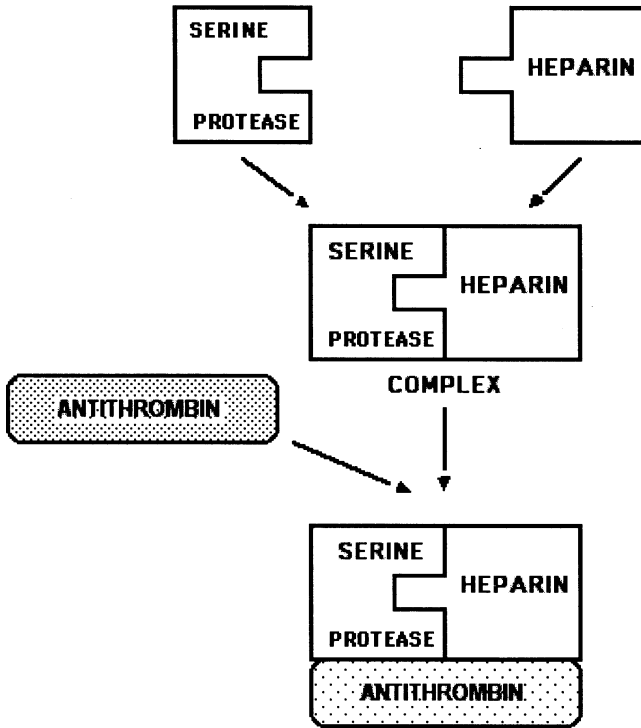 SERINE
PROTEASE
HEPARIN
SERINE
PROTEASE
HEPARIN
COMPLEX
ANTITHROMBIN
SERINE
PROTEASE
HEPARIN
ANTITHROMBIN